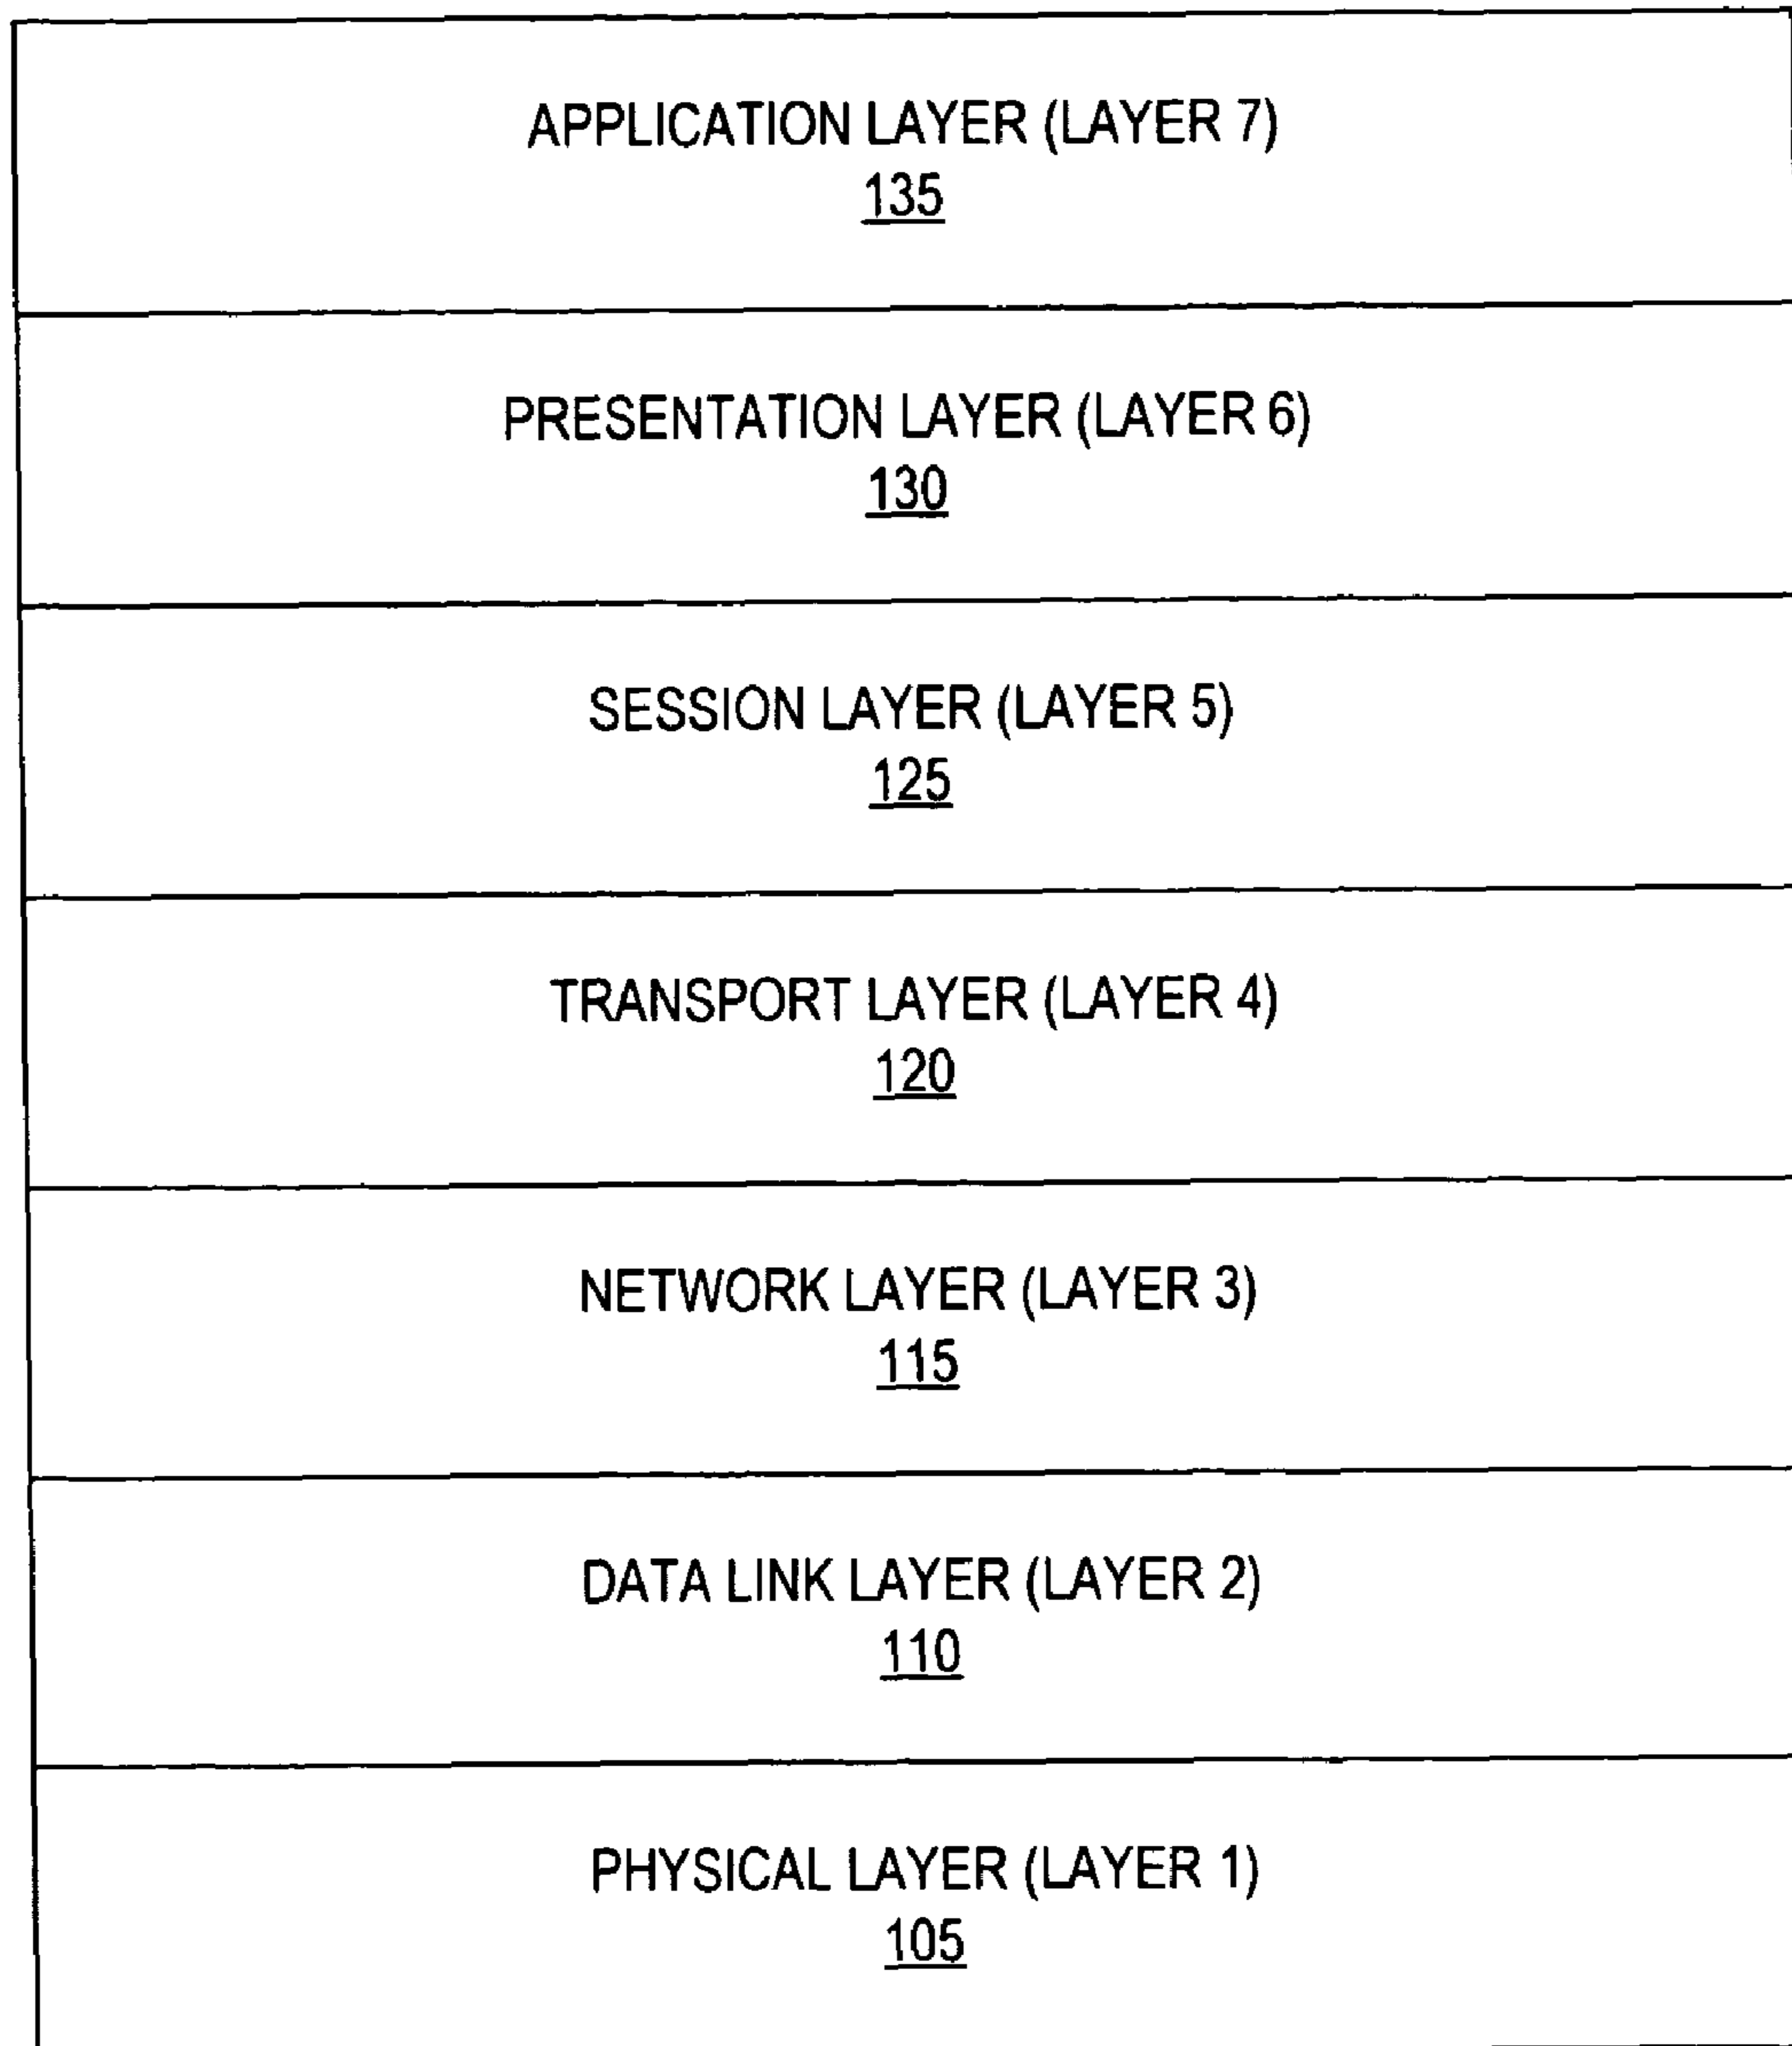 APPLICATION LAYER (LAYER 7)
135
PRESENTATION LAYER (LAYER 6)
130
SESSION LAYER (LAYER 5)
125
TRANSPORT LAYER (LAYER 4)
120
NETWORK LAYER (LAYER 3)
115
DATA LINK LAYER (LAYER 2)
110
PHYSICAL LAYER (LAYER 1)
105